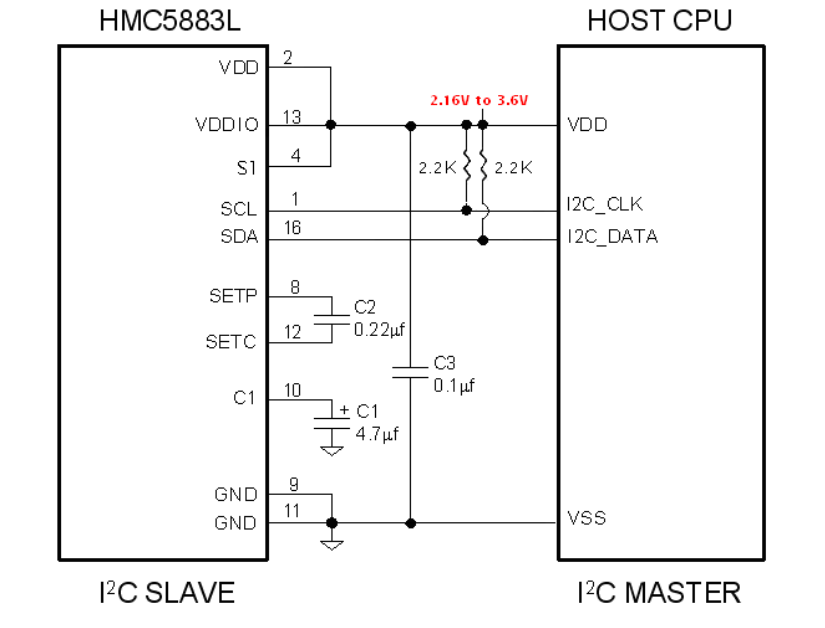 HMC5883L
HOST CPU
VDD 2
2.16V to 3.6V
VDDIO 13
VDD
S1 4
2.2K 2.2K
SCL 1
I2C_CLK
SDA 16
I2C_DATA
SETP 8
C2
0.22µf
SETC 12
C3
0.1µf
C1 10
+ C1
4.7µf
GND 9
GND 11
VSS
I²C SLAVE
I²C MASTER